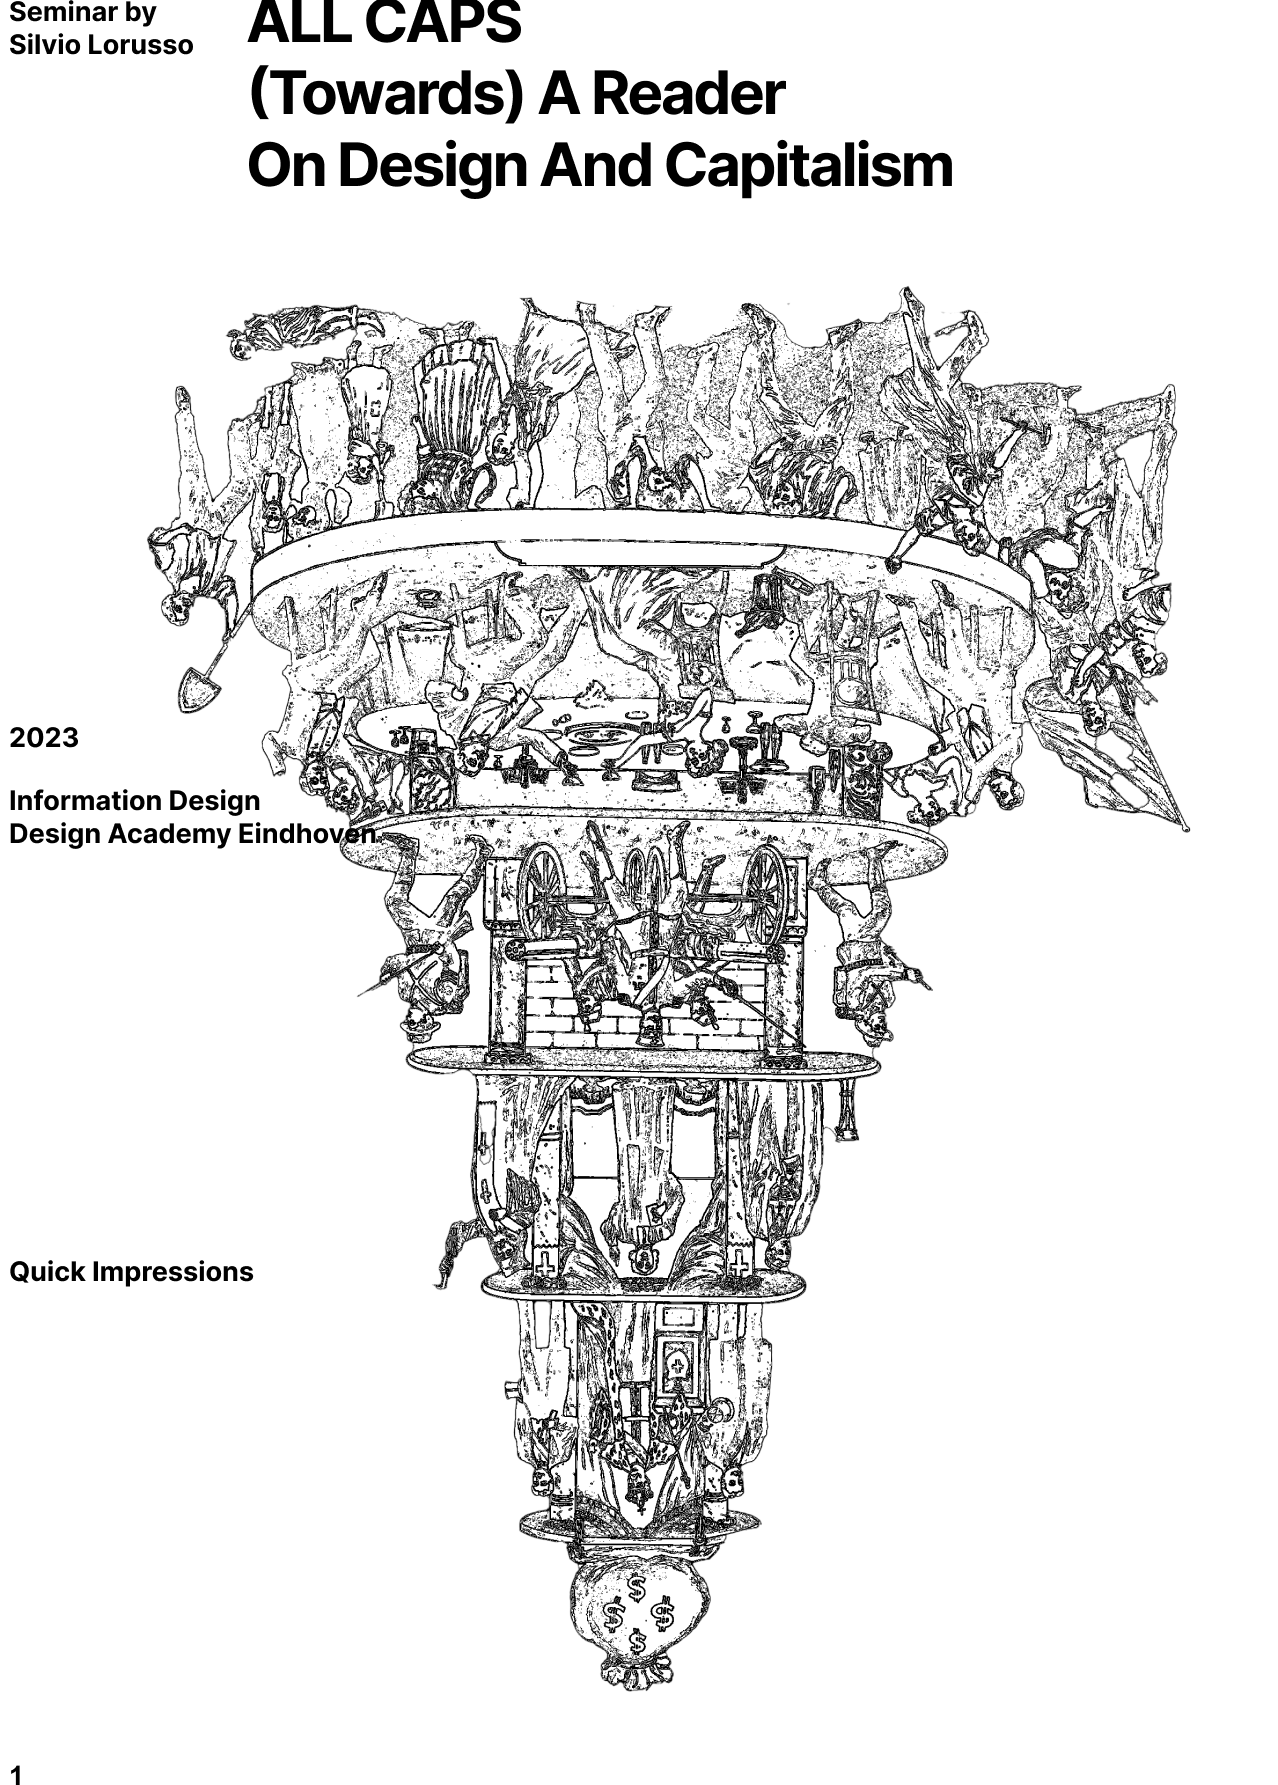 Seminar by
Silvio Lorusso
ALL CAPS
(Towards) A Reader
On Design And Capitalism
2023
Information Design
Design Academy Eindhoven
Quick Impressions
$
$ $
$
1